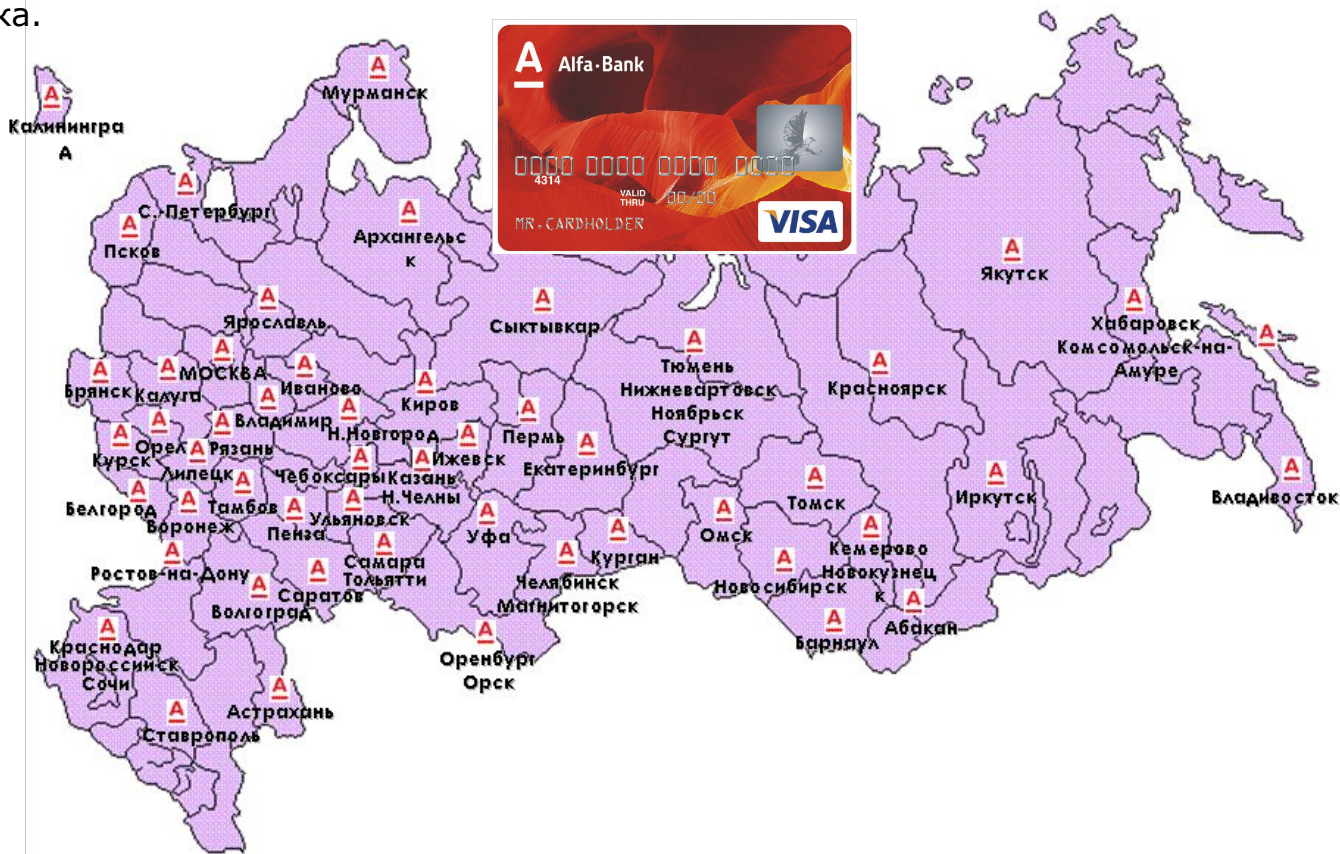 ка.
A Alfa·Bank
4314
VALID THRU 00/00
MR. CARDHOLDER
VISA
Мурманск
Калинингра
д
С.-Петербург
Псков
Архангельс
к
Якутск
Ярославль
Сыктывкар
Хабаровск
Комсомольск-на-
Амуре
МОСКВА
Брянск
Калуга
Иваново
Киров
Тюмень
Нижневартовск
Ноябрьск
Сургут
Красноярск
Владимир
Н.Новгород
Пермь
Орел
Рязань
Курск
Ижевск
Екатеринбург
Липецк
Чебоксары
Казань
Н.Челны
Томск
Иркутск
Владивосток
Белгород
Воронеж
Тамбов
Пенза
Ульяновск
Уфа
Омск
Курган
Кемерово
Новокузнец
к
Ростов-на-Дону
Самара
Тольятти
Челябинск
Магнитогорск
Новосибирск
Волгоград
Саратов
Абакан
Барнаул
Краснодар
Новороссийск
Сочи
Оренбург
Орск
Астрахань
Ставрополь